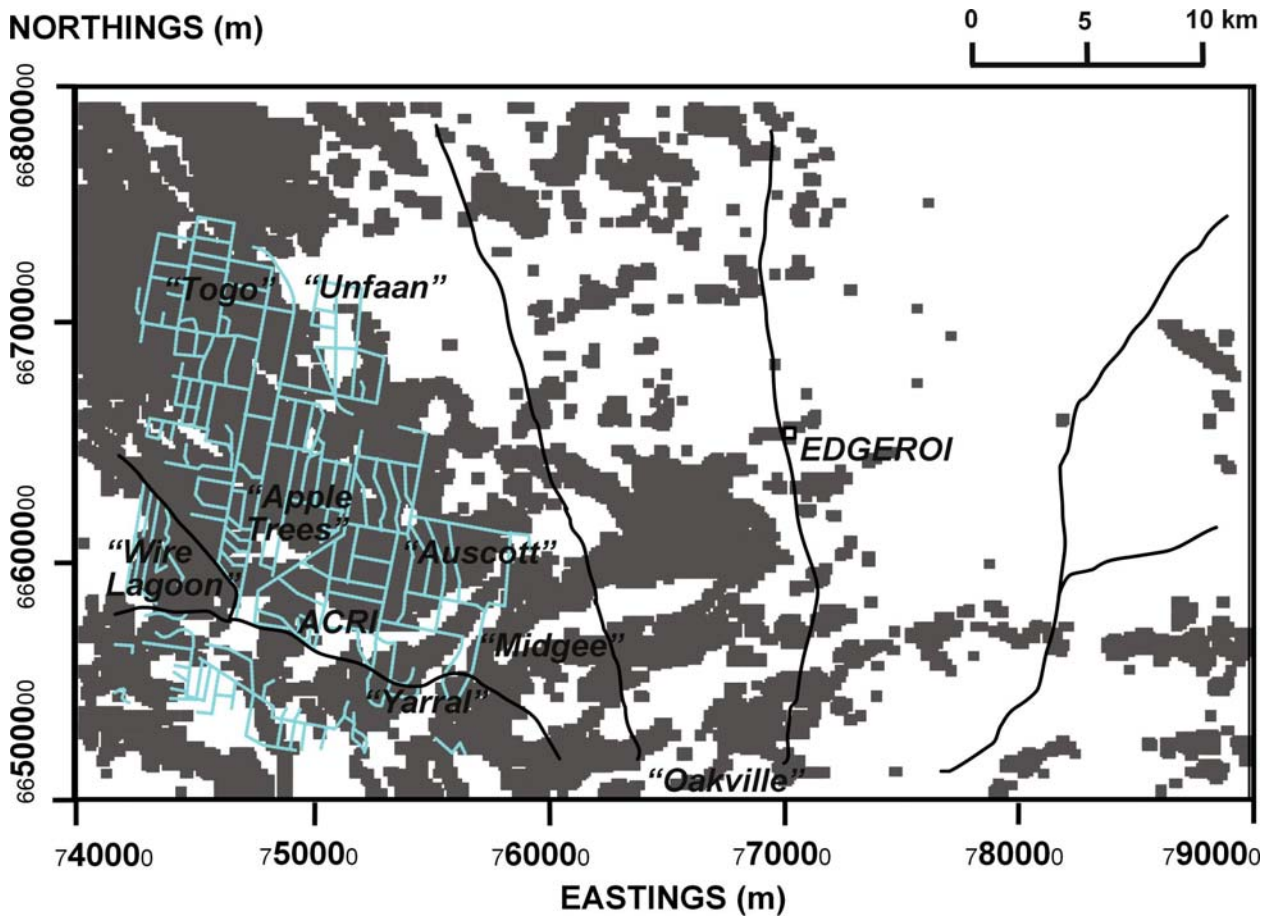 NORTHINGS (m)
0 5 10 km
6680000
6670000
6660000
6650000
“Togo” “Unfaan”
EDGEROI
“Apple
Trees”
“Auscott”
“Wire
Lagoon”
ACRI
“Midgee”
“Yarral”
“Oakville”
740000 750000 760000 770000 780000 790000
EASTINGS (m)